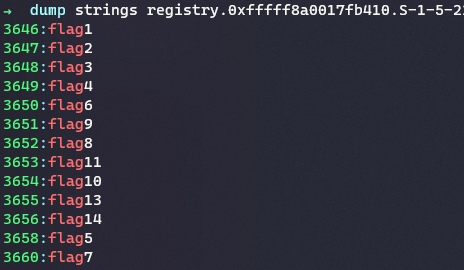 → dump strings registry.0xfffff8a0017fb410.S-1-5-2
3646:flag1
3647:flag2
3648:flag3
3649:flag4
3650:flag6
3651:flag9
3652:flag8
3653:flag11
3654:flag10
3655:flag13
3656:flag14
3658:flag5
3660:flag7